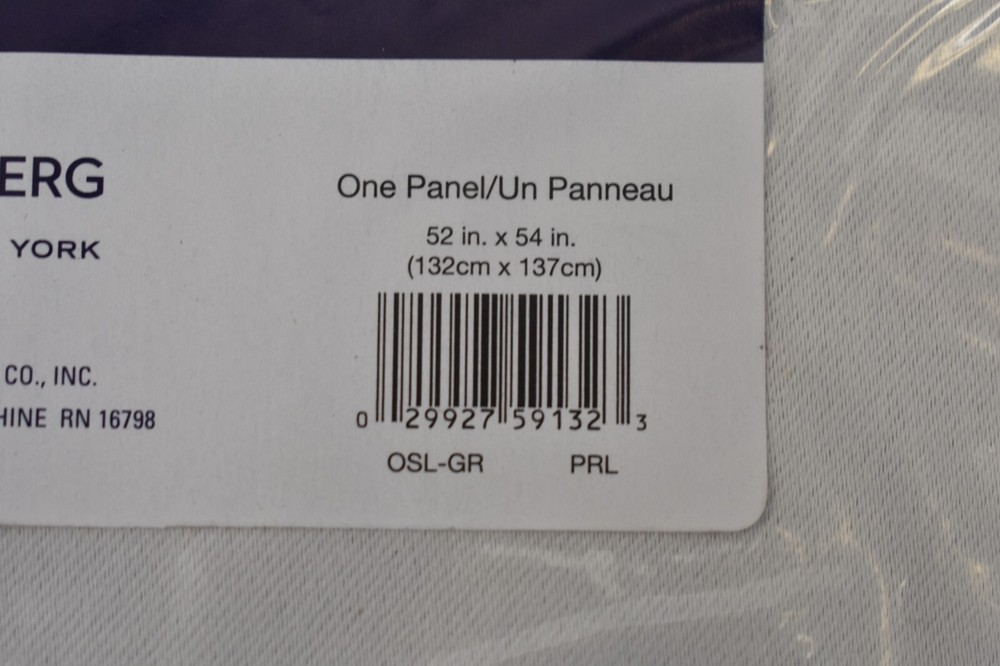 ERG
YORK
CO., INC.
HINE RN 16798
One Panel/Un Panneau
52 in. x 54 in.
(132cm x 137cm)
0 29927 59132 3
OSL-GR PRL